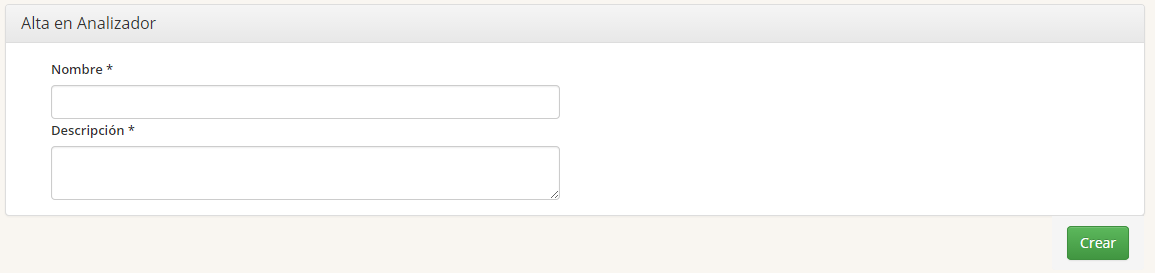 Alta en Analizador
Nombre *
Descripción *
Crear